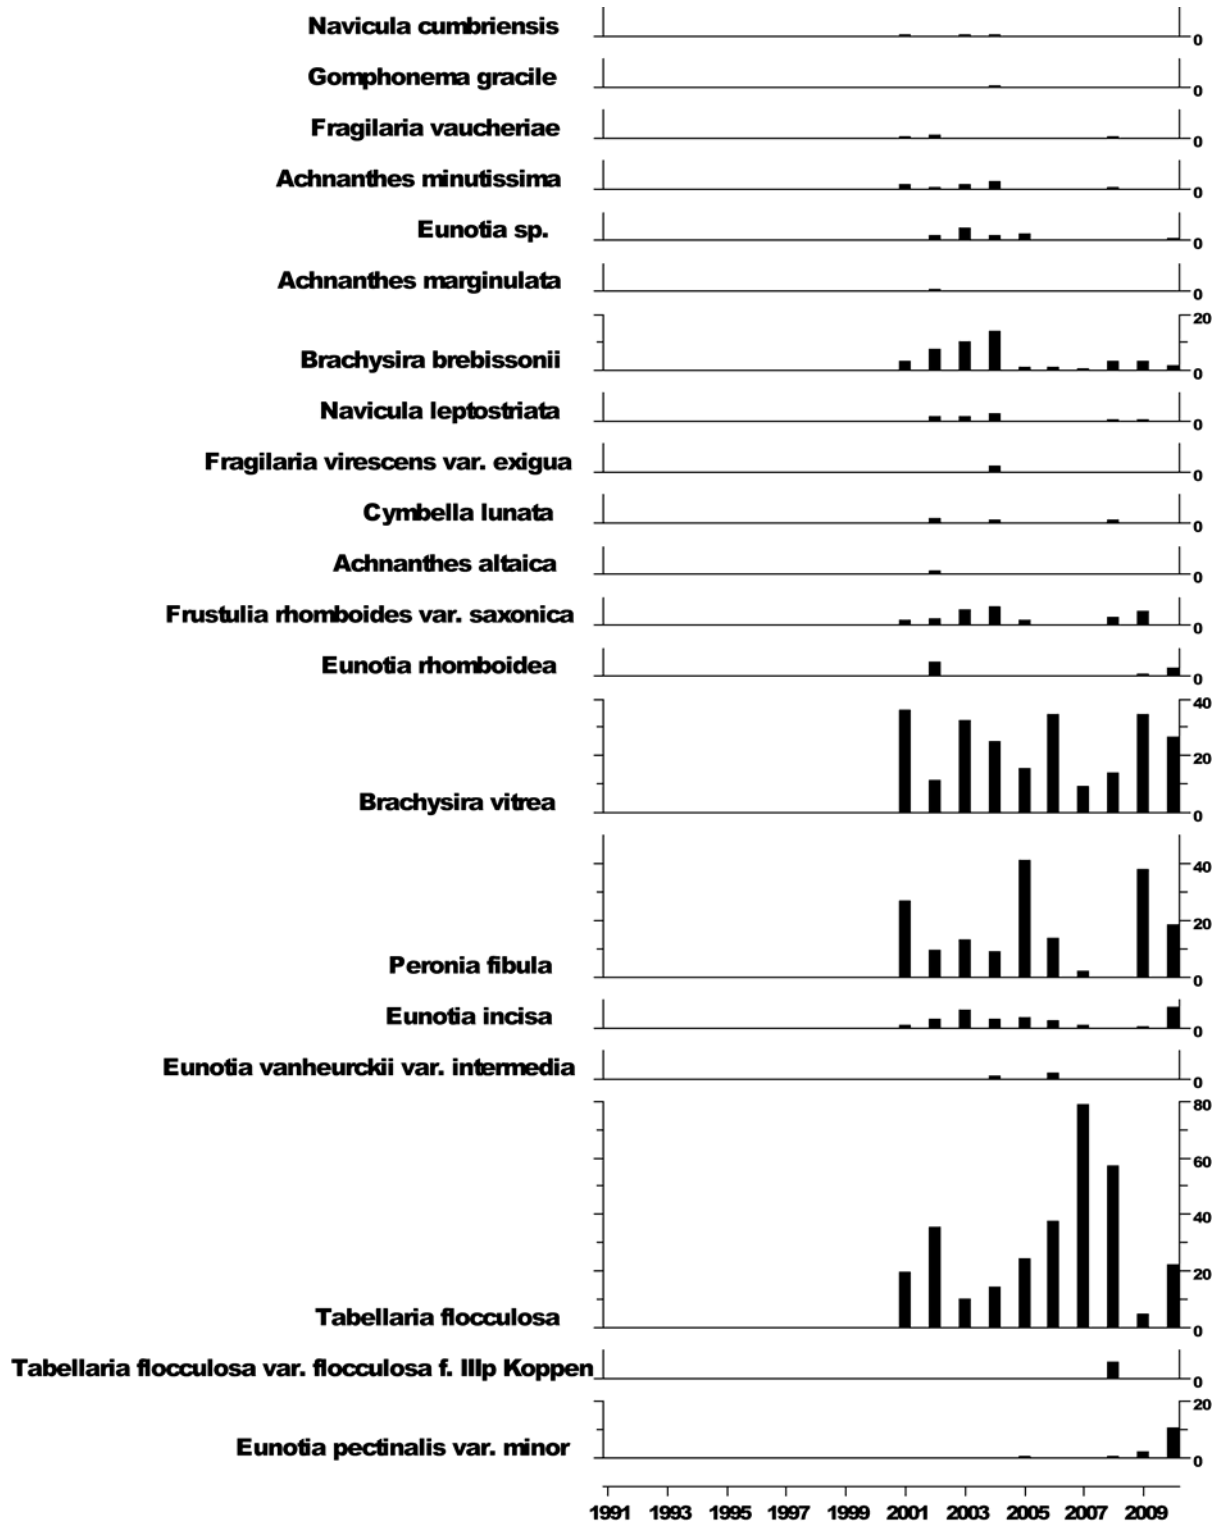 Navicula cumbriensis
0
Gomphonema gracile
0
Fragilaria vaucheriae
0
Achnanthes minutissima
0
Eunotia sp.
0
Achnanthes marginulata
0
20
Brachysira brebissonii
0
Navicula leptostriata
0
Fragilaria virescens var. exigua
0
Cymbella lunata
0
Achnanthes altaica
0
Frustulia rhomboides var. saxonica
0
Eunotia rhomboidea
0
40
20
Brachysira vitrea
0
40
20
Peronia fibula
0
Eunotia incisa
0
Eunotia vanheurckii var. intermedia
0
80
60
40
20
Tabellaria flocculosa
0
Tabellaria flocculosa var. flocculosa f. IIIp Koppen
0
20
Eunotia pectinalis var. minor
0
1991 1993 1995 1997 1999 2001 2003 2005 2007 2009